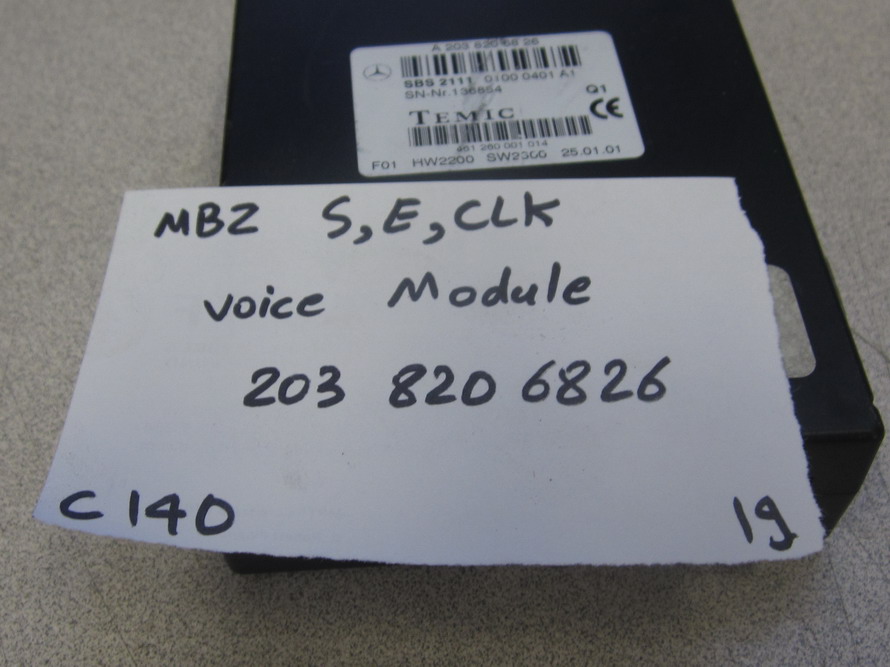 A 203 820 68 26
SBS 2111 0100 0401 A1
SN-Nr.136854
Q1
CE
TEMIC
461 260 001 014
F01 HW2200 SW2300 25.01.01
MBZ S, E, CLK
voice Module
203 820 6826
C140 19